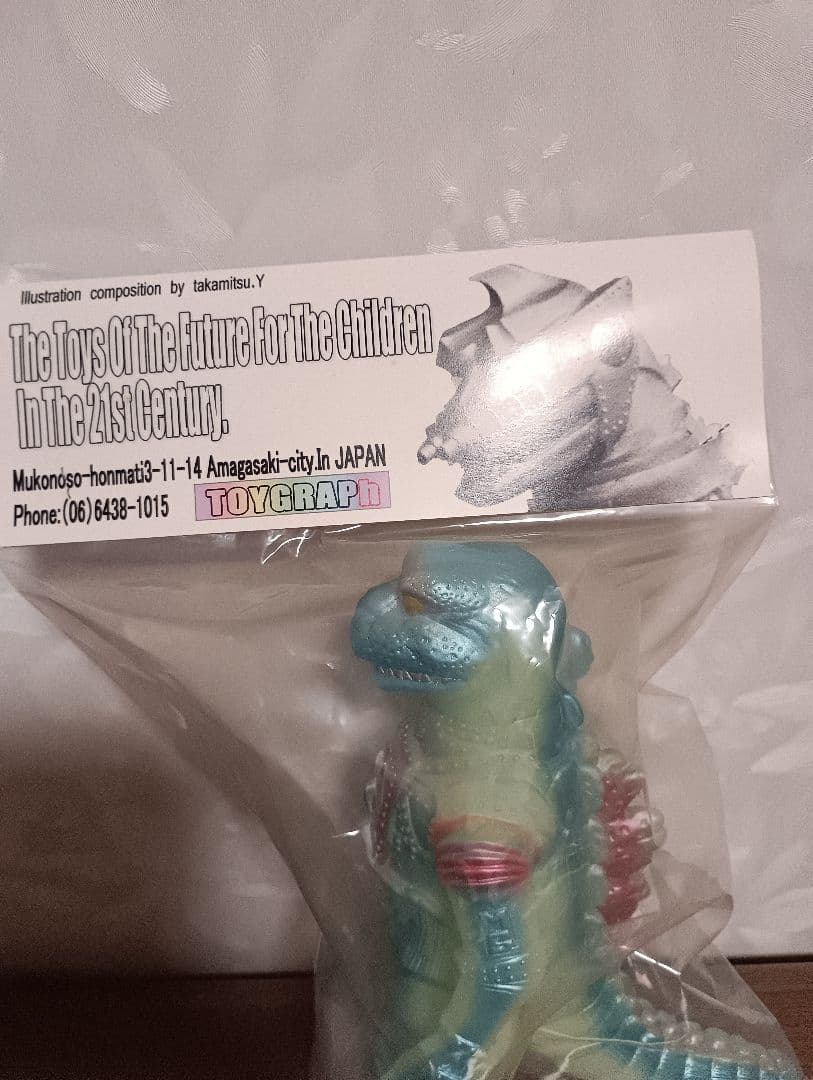 Illustration composition by takamitsu.Y
The Toys Of The Future For The Children
In The 21st Century.
Mukonoso-honmati3-11-14 Amagasaki-city.In JAPAN
Phone:(06)6438-1015 TOYGRAPh